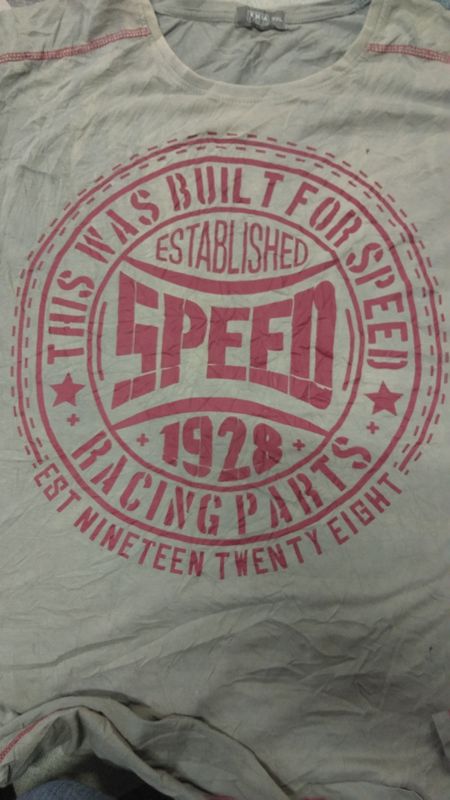 THIS WAS BUILT FOR SPEED
ESTABLISHED
SPEED
1928
RACING PARTS
EST NINETEEN TWENTY EIGHT